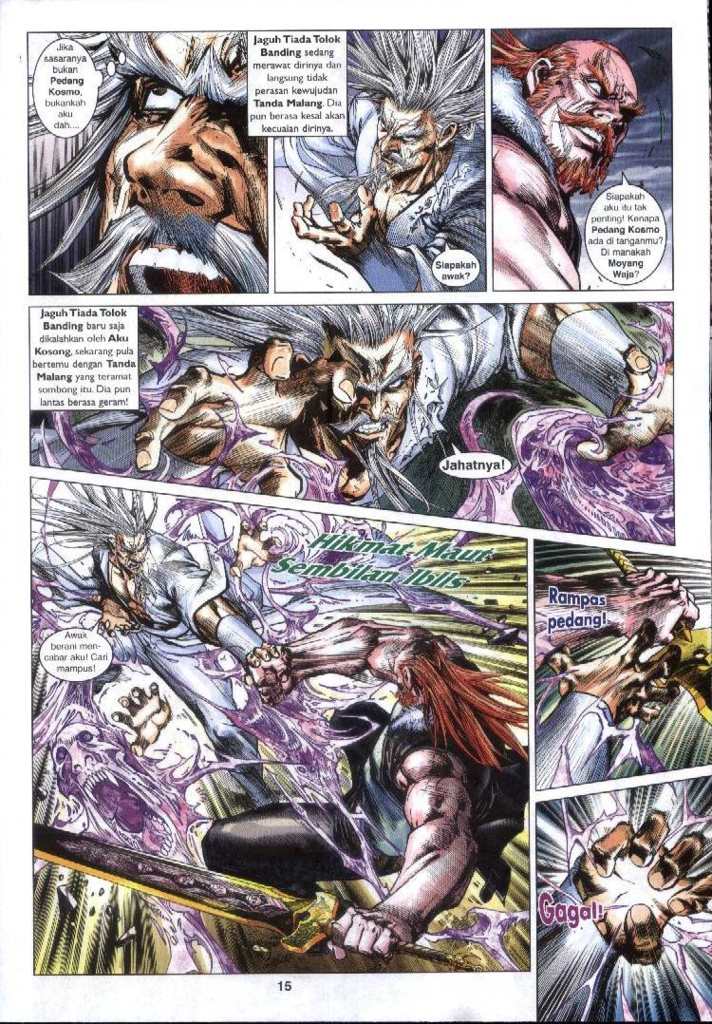 Jika
sasaranya
bukan
Pedang
Kosmo,
bukankah
aku
dah....
Jaguh Tiada Tolok
Banding sedang
merawat dirinya dan
langsung tidak
perasan kewujudan
Tanda Malang. Dia
pun berasa kesal akan
kecuaian dirinya.
Siapakah
awak?
Siapakah
aku itu tak
penting! Kenapa
Pedang Kosmo
ada di tanganmu?
Di manakah
Moyang
Waja?
Jaguh Tiada Tolok
Banding baru saja
dikalahkan oleh Aku
Kosong, sekarang pula
bertemu dengan Tanda
Malang yang teramat
sombong itu. Dia pun
lantas berasa geram!
Jahatnya!
Hikmat Maut
Sembilan Iblis
Awak
berani men-
cabar aku! Cari
mampus!
Rampas
pedang!
Gagal!
15